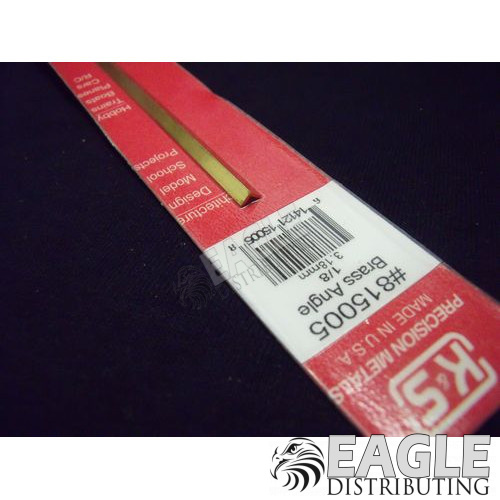 K&S
PRECISION METALS
MADE IN U.S.A.
#815005
Brass Angle
1/8
3.18mm
Architecture
Design
Model
School
Projects
Hobby
Trains
Boats
Planes
Cars
R/C
EAGLE
DISTRIBUTING